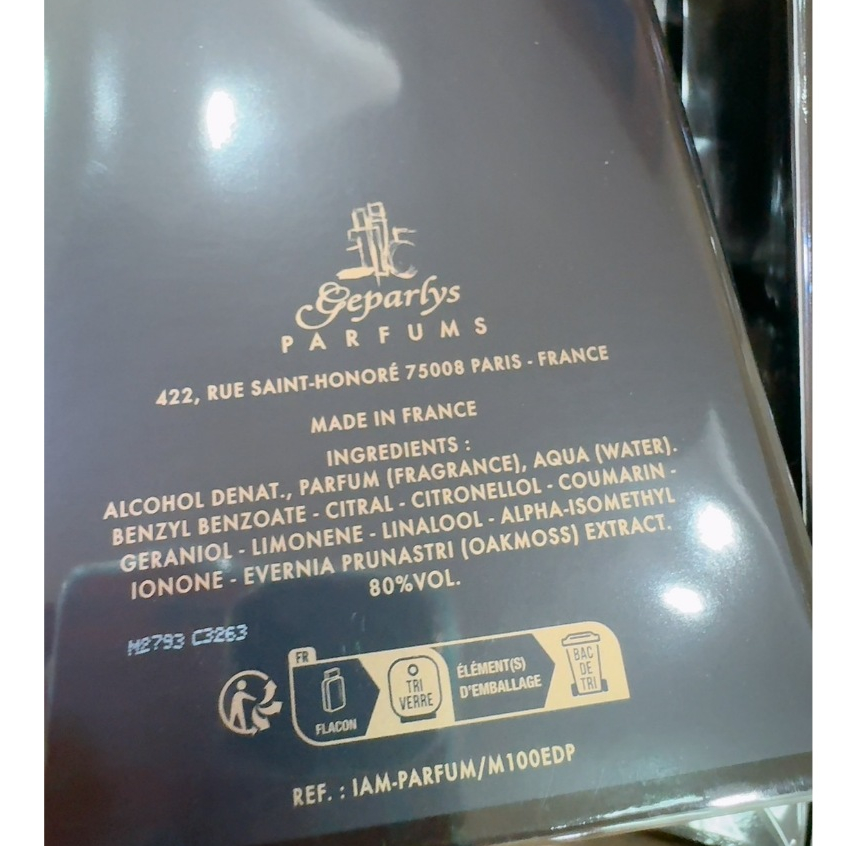 Geparlys
PARFUMS
422, RUE SAINT-HONORÉ 75008 PARIS - FRANCE
MADE IN FRANCE
INGREDIENTS :
ALCOHOL DENAT., PARFUM (FRAGRANCE), AQUA (WATER).
BENZYL BENZOATE - CITRAL - CITRONELLOL - COUMARIN -
GERANIOL - LIMONENE - LINALOOL - ALPHA-ISOMETHYL
IONONE - EVERNIA PRUNASTRI (OAKMOSS) EXTRACT.
80%VOL.
M2793 C3263
FR
FLACON
TRI
VERRE
ÉLÉMENT(S)
D'EMBALLAGE
BAC
DE
TRI
REF. : IAM-PARFUM/M100EDP